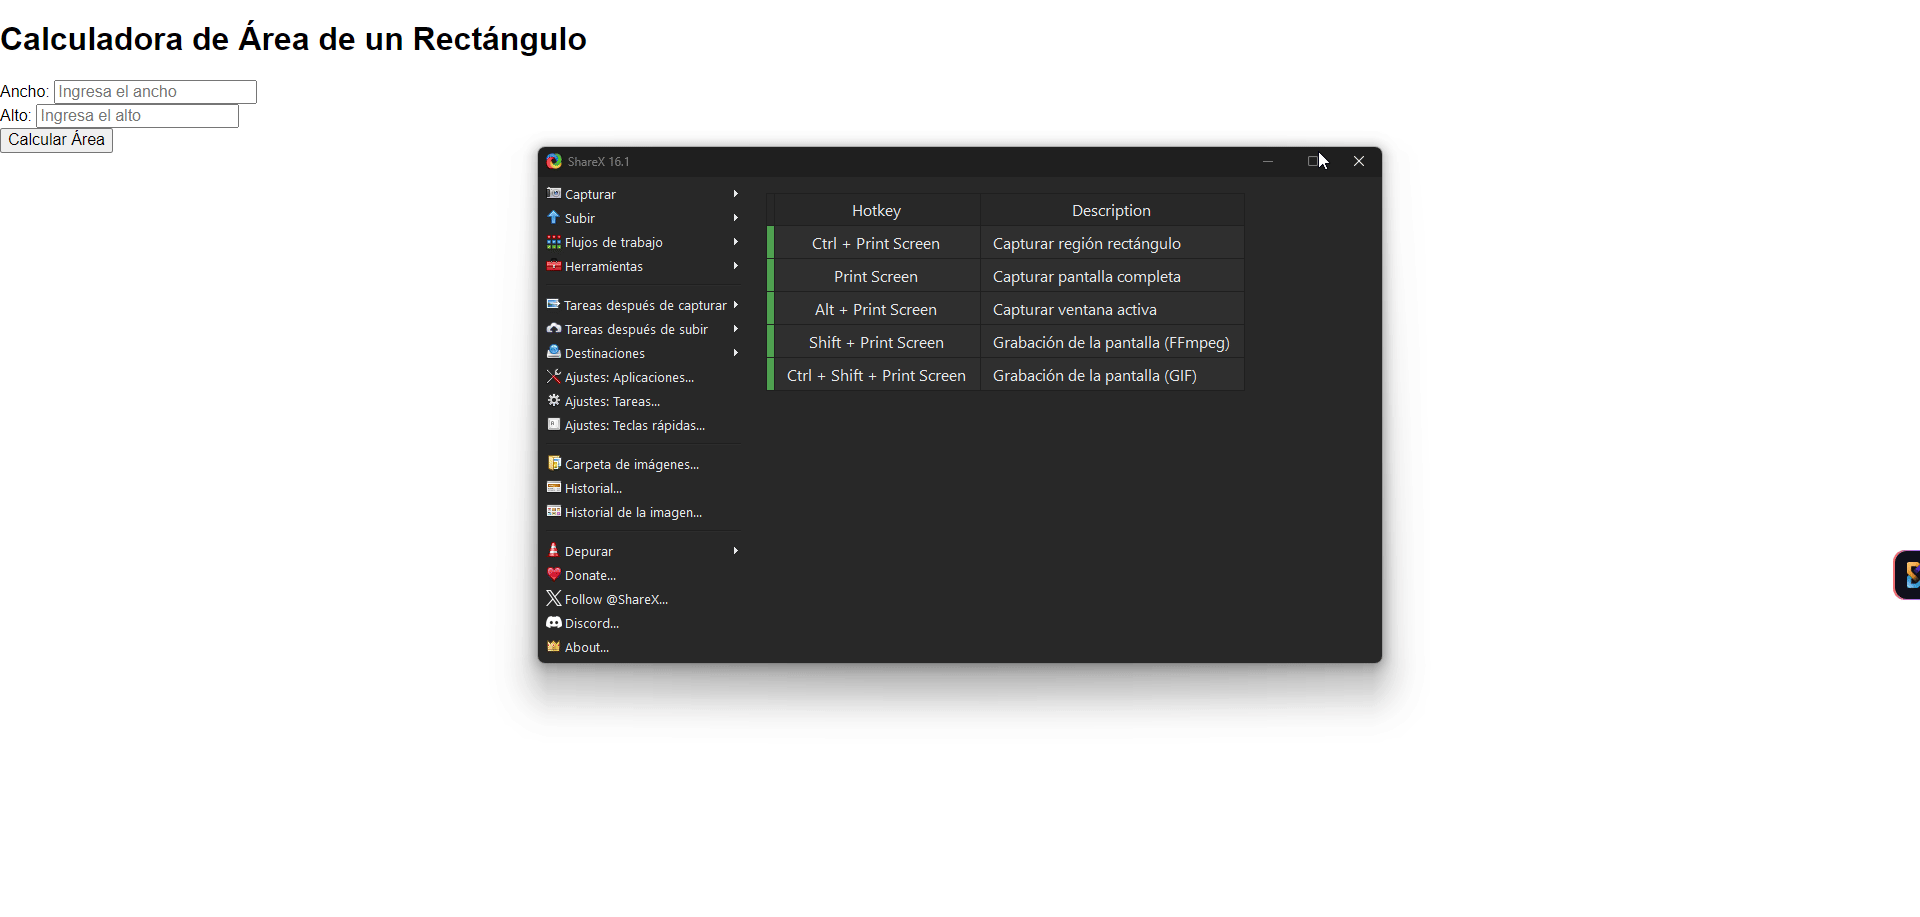 Calculadora de Área de un Rectángulo
Ancho: Ingresa el ancho
Alto: Ingresa el alto
Calcular Área
ShareX 16.1
Capturar
Subir
Flujos de trabajo
Herramientas
Tareas después de capturar
Tareas después de subir
Destinaciones
Ajustes: Aplicaciones...
Ajustes: Tareas...
Ajustes: Teclas rápidas...
Carpeta de imágenes...
Historial...
Historial de la imagen...
Depurar
Donate...
Follow @ShareX...
Discord...
About...
Hotkey Description
Ctrl + Print Screen Capturar región rectángulo
Print Screen Capturar pantalla completa
Alt + Print Screen Capturar ventana activa
Shift + Print Screen Grabación de la pantalla (FFmpeg)
Ctrl + Shift + Print Screen Grabación de la pantalla (GIF)